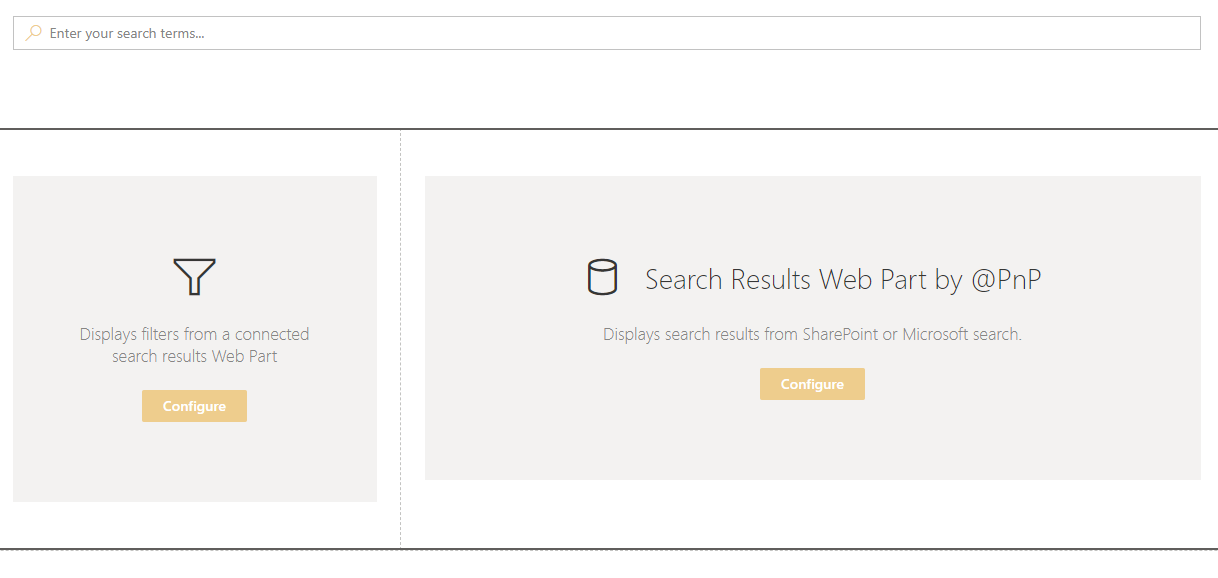 Enter your search terms...
Displays filters from a connected
search results Web Part
Configure
Search Results Web Part by @PnP
Displays search results from SharePoint or Microsoft search.
Configure